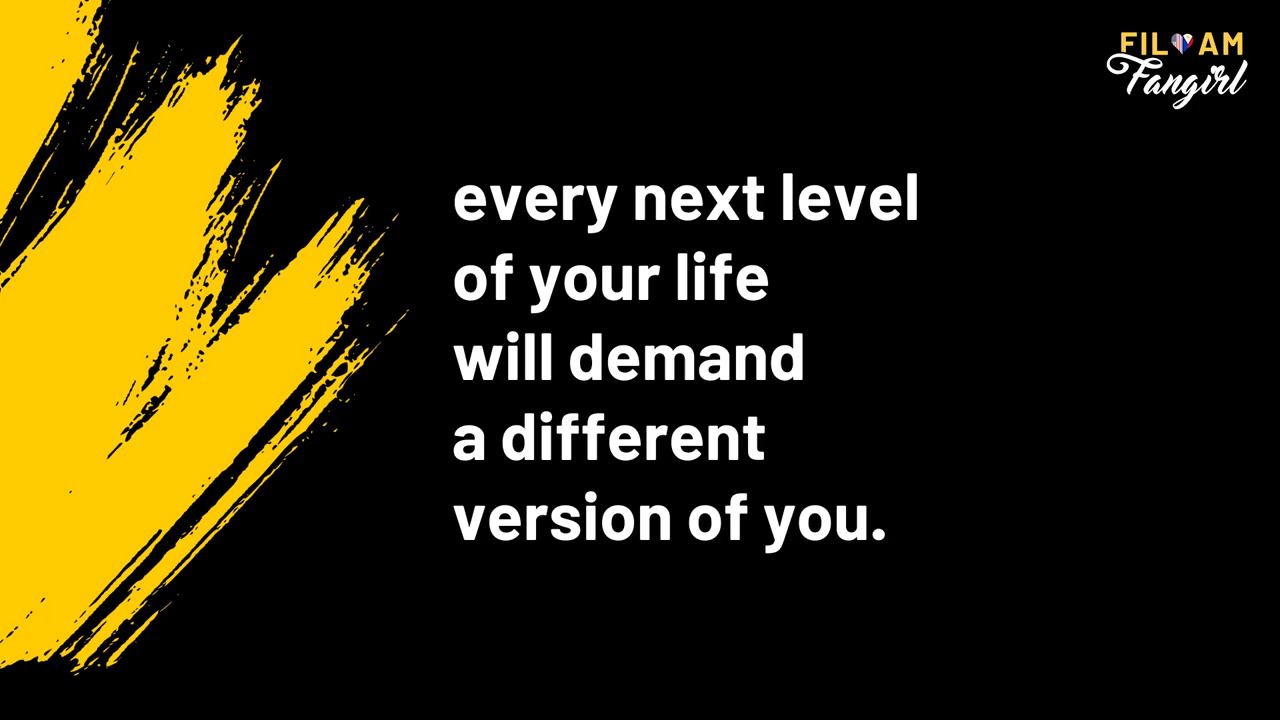 FIL AM
Fangirl
every next level
of your life
will demand
a different
version of you.